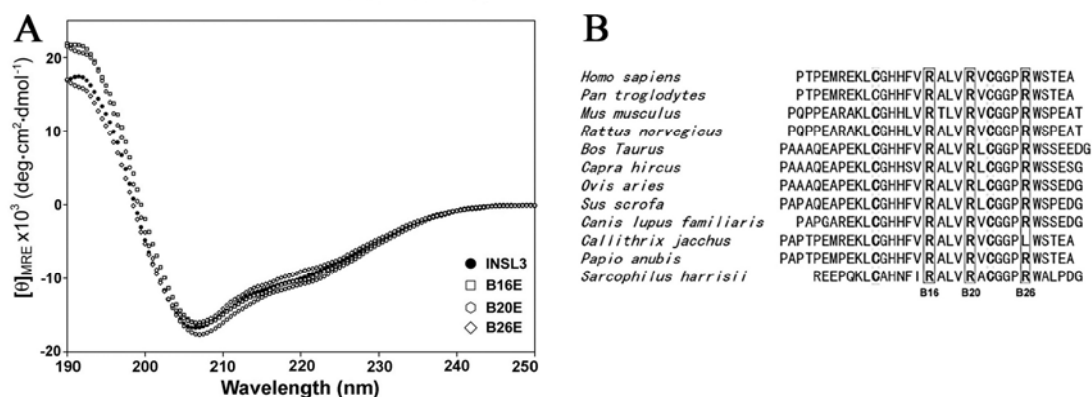 A
[θ]MRE x10³ (deg·cm²·dmol⁻¹)
20
10
0
-10
-20
190
200
210
220
230
240
250
Wavelength (nm)
INSL3
B16E
B20E
B26E
B
Homo sapiens PTPEMREKLCGHHFVRALVRVCGGPRWSTEA
Pan troglodytes PTPEMREKLCGHHFVRALVRVCGGPRWSTEA
Mus musculus PQPPEARAKLCGHHLVRTLVRVCGGPRWSPEAT
Rattus norvegicus PQPPEARAKLCGHHLVRALVRVCGGPRWSPEAT
Bos Taurus PAAAQEAPEKLCGHHFVRALVRLCGGPRWSSEEDG
Capra hircus PAAAQEAPEKLCGHHSVRALVRLCGGPRWSSESG
Ovis aries PAAAQEAPEKLCGHHFVRALVRLCGGPRWSSEDG
Sus scrofa PAPAQEAPEKLCGHHFVRALVRVCGGPRWSPEDG
Canis lupus familiaris PAPGAREKLCGHHFVRALVRVCGGPRWSSEDG
Callithrix jacchus PAPTPEMREKLCGHHFVRALVRVCGGPLWSTEA
Papio anubis PAPTPEMPEKLCGHHFVRALVRVCGGPRWSTEA
Sarcophilus harrisii REEPQKLCAHNFIRALVRACGGPRWALPDG
B16 B20 B26